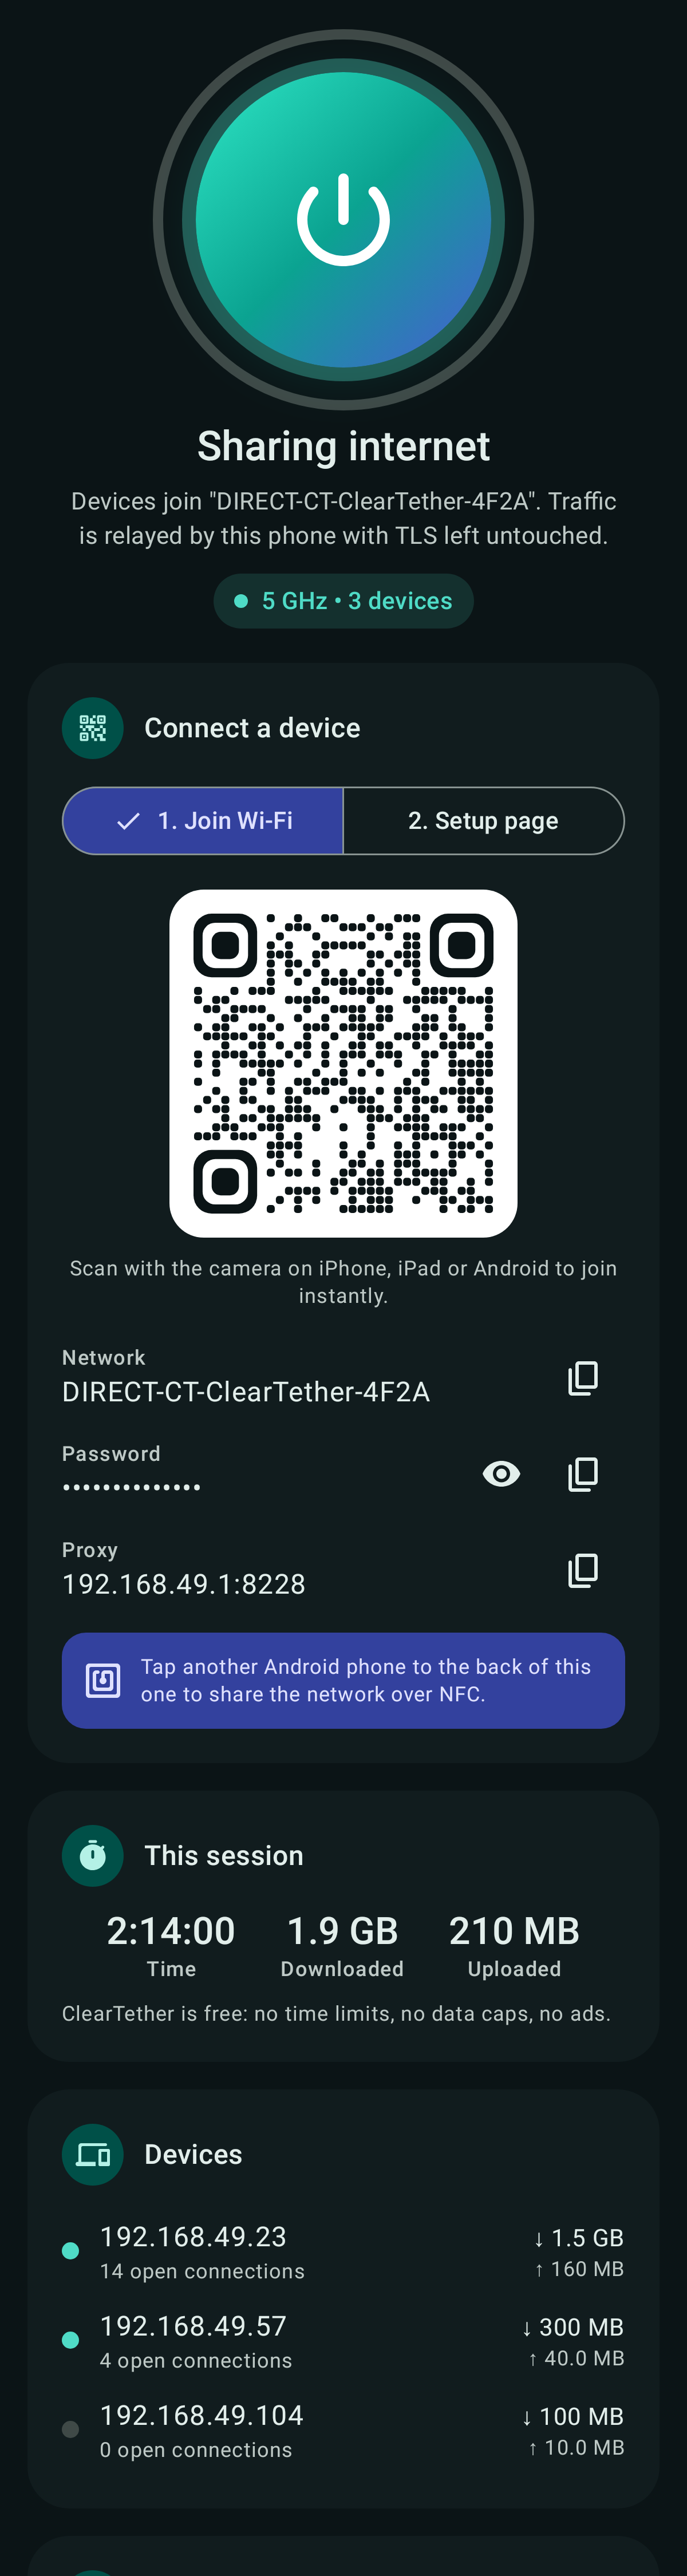 Sharing internet
Devices join "DIRECT-CT-ClearTether-4F2A". Traffic
is relayed by this phone with TLS left untouched.
5 GHz • 3 devices
Connect a device
1. Join Wi-Fi
2. Setup page
Scan with the camera on iPhone, iPad or Android to join
instantly.
Network
DIRECT-CT-ClearTether-4F2A
Password
••••••••••••••
Proxy
192.168.49.1:8228
Tap another Android phone to the back of this
one to share the network over NFC.
This session
2:14:00
Time
1.9 GB
Downloaded
210 MB
Uploaded
ClearTether is free: no time limits, no data caps, no ads.
Devices
192.168.49.23
14 open connections
↓ 1.5 GB
↑ 160 MB
192.168.49.57
4 open connections
↓ 300 MB
↑ 40.0 MB
192.168.49.104
0 open connections
↓ 100 MB
↑ 10.0 MB